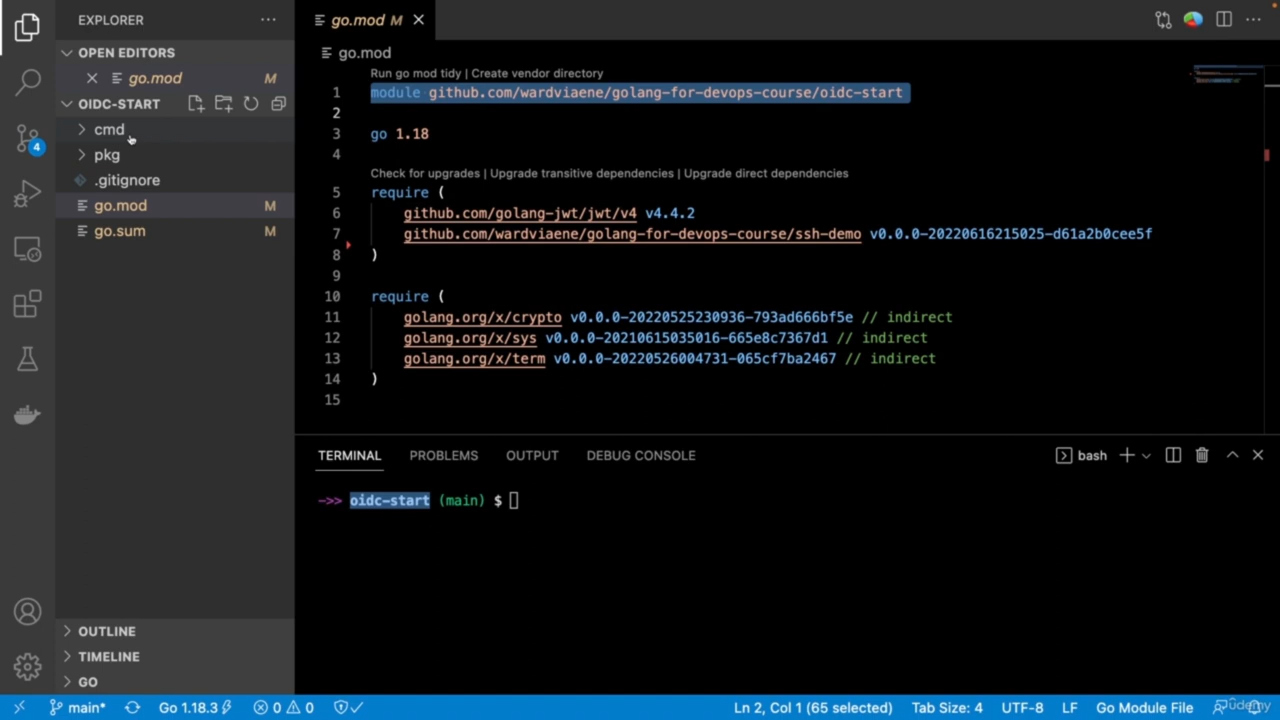 EXPLORER
OPEN EDITORS
go.mod M
OIDC-START
cmd
pkg
.gitignore
go.mod M
go.sum M
OUTLINE
TIMELINE
GO
go.mod M
go.mod
Run go mod tidy | Create vendor directory
1 module github.com/wardviaene/golang-for-devops-course/oidc-start
2
3 go 1.18
4
Check for upgrades | Upgrade transitive dependencies | Upgrade direct dependencies
5 require (
6 github.com/golang-jwt/jwt/v4 v4.4.2
7 github.com/wardviaene/golang-for-devops-course/ssh-demo v0.0.0-20220616215025-d61a2b0cee5f
8 )
9
10 require (
11 golang.org/x/crypto v0.0.0-20220525230936-793ad666bf5e // indirect
12 golang.org/x/sys v0.0.0-20210615035016-665e8c7367d1 // indirect
13 golang.org/x/term v0.0.0-20220526004731-065cf7ba2467 // indirect
14 )
15
TERMINAL PROBLEMS OUTPUT DEBUG CONSOLE bash
->> oidc-start (main) $
4
main* Go 1.18.3 0 0 Ln 2, Col 1 (65 selected) Tab Size: 4 UTF-8 LF Go Module File
Udemy